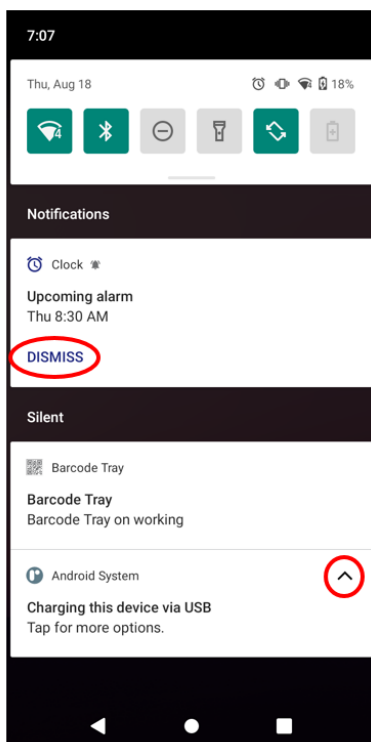 7:07
Thu, Aug 18
18%
4
Notifications
Clock
Upcoming alarm
Thu 8:30 AM
DISMISS
Silent
Barcode Tray
Barcode Tray
Barcode Tray on working
Android System
Charging this device via USB
Tap for more options.